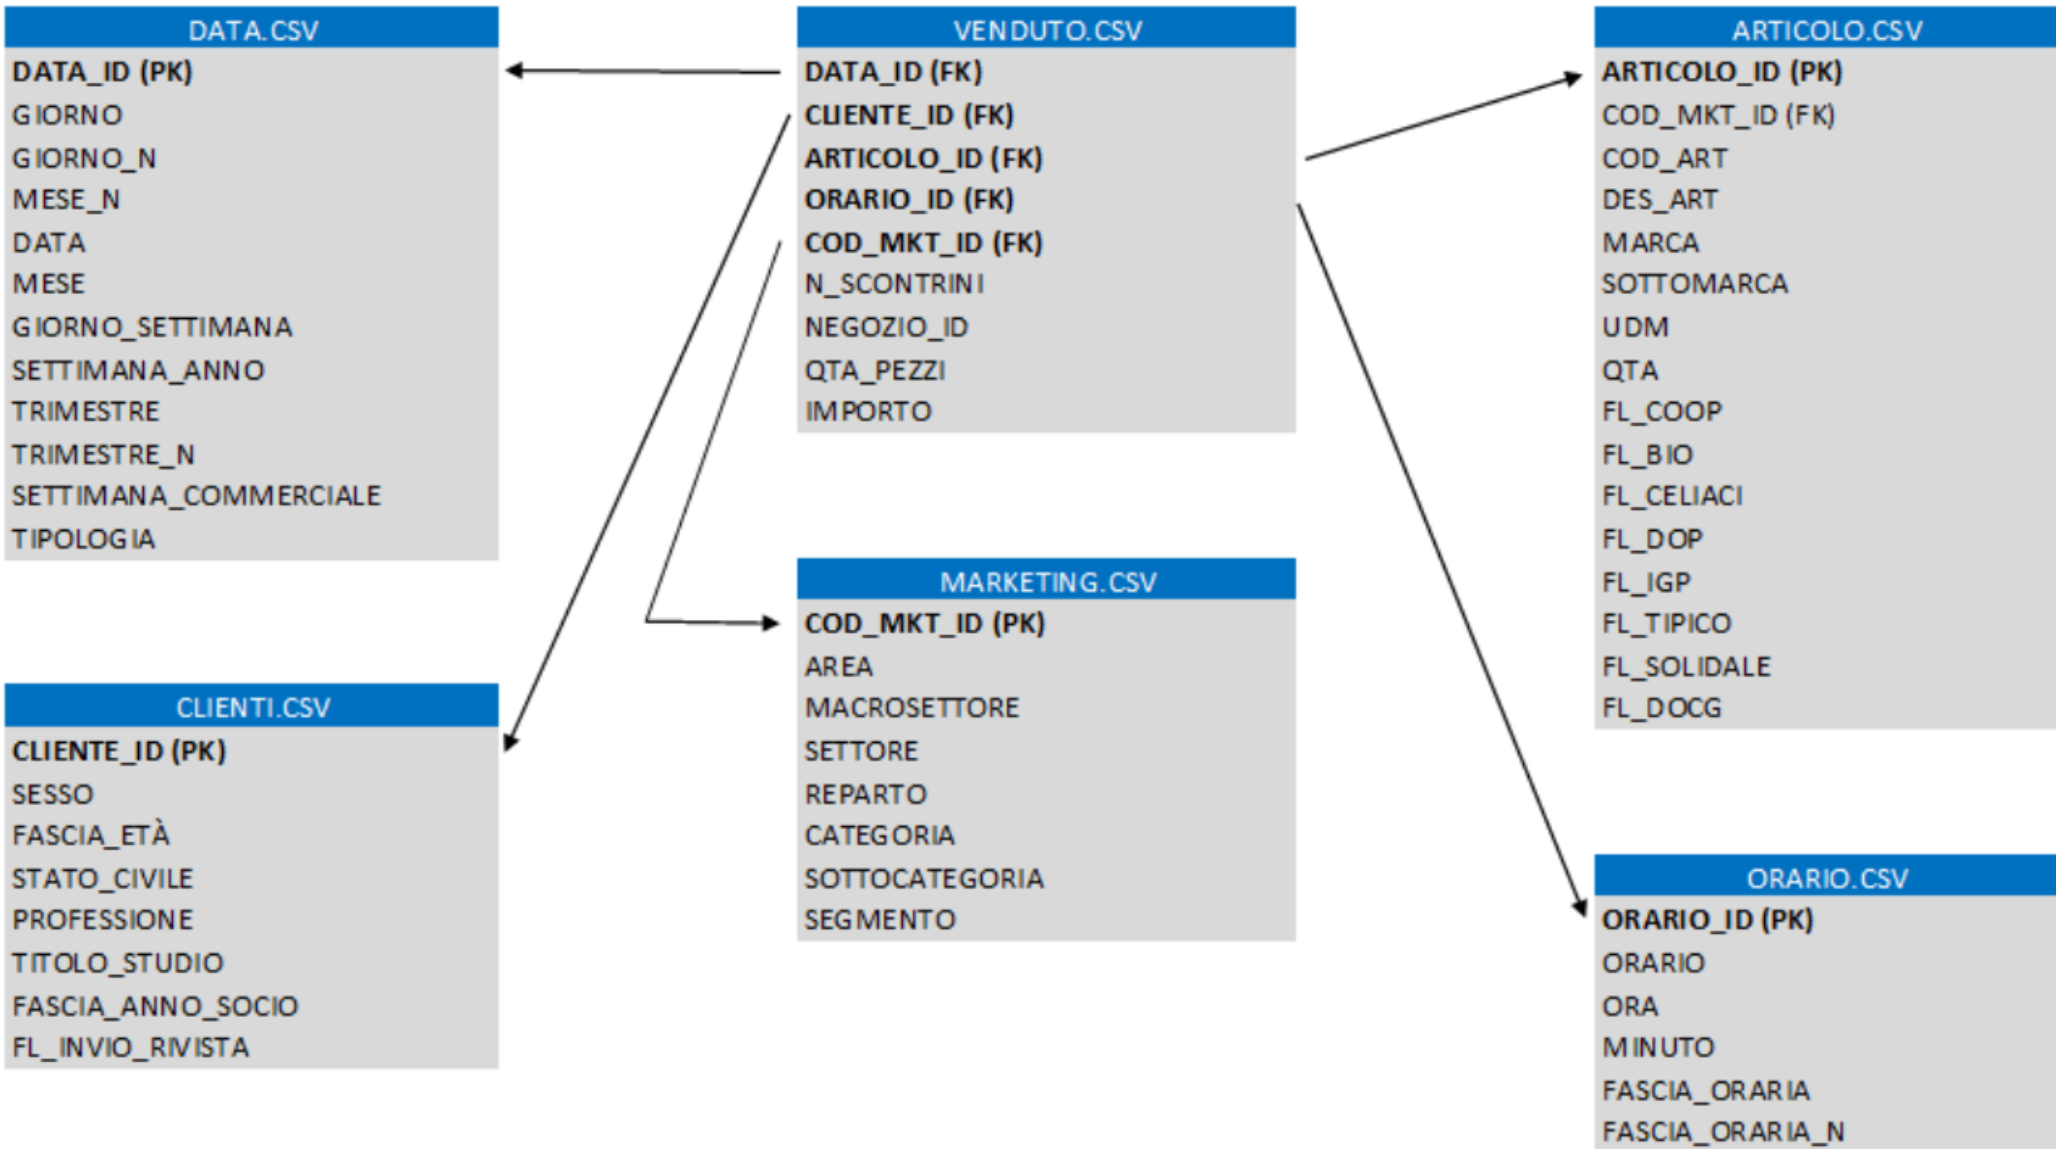 DATA.CSV
DATA_ID (PK)
GIORNO
GIORNO_N
MESE_N
DATA
MESE
GIORNO_SETTIMANA
SETTIMANA_ANNO
TRIMESTRE
TRIMESTRE_N
SETTIMANA_COMMERCIALE
TIPOLOGIA
CLIENTI.CSV
CLIENTE_ID (PK)
SESSO
FASCIA_ETÀ
STATO_CIVILE
PROFESSIONE
TITOLO_STUDIO
FASCIA_ANNO_SOCIO
FL_INVIO_RIVISTA
VENDUTO.CSV
DATA_ID (FK)
CLIENTE_ID (FK)
ARTICOLO_ID (FK)
ORARIO_ID (FK)
COD_MKT_ID (FK)
N_SCONTRINI
NEGOZIO_ID
QTA_PEZZI
IMPORTO
MARKETING.CSV
COD_MKT_ID (PK)
AREA
MACROSETTORE
SETTORE
REPARTO
CATEGORIA
SOTTOCATEGORIA
SEGMENTO
ARTICOLO.CSV
ARTICOLO_ID (PK)
COD_MKT_ID (FK)
COD_ART
DES_ART
MARCA
SOTTOMARCA
UDM
QTA
FL_COOP
FL_BIO
FL_CELIACI
FL_DOP
FL_IGP
FL_TIPICO
FL_SOLIDALE
FL_DOCG
ORARIO.CSV
ORARIO_ID (PK)
ORARIO
ORA
MINUTO
FASCIA_ORARIA
FASCIA_ORARIA_N